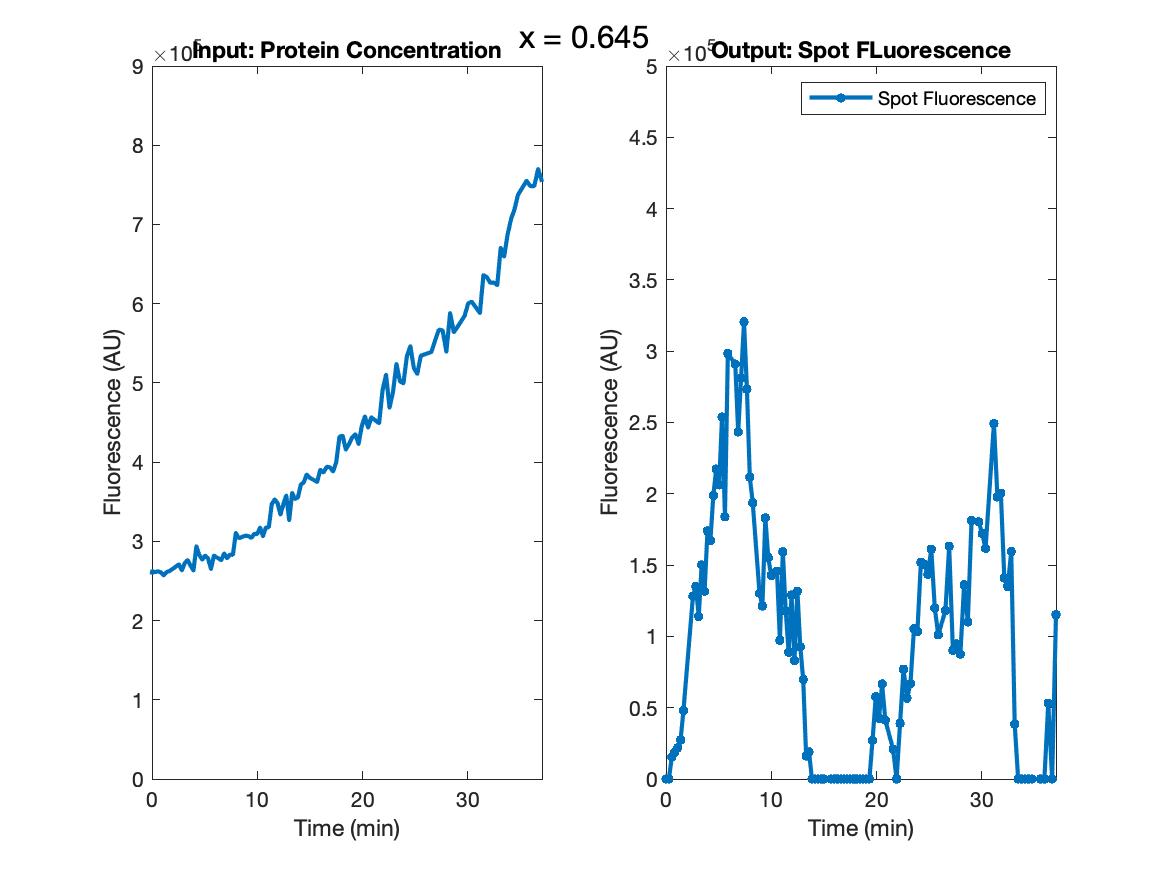 x = 0.645
×10⁵
Input: Protein Concentration
9
8
7
6
5
4
3
2
1
0
Fluorescence (AU)
0 10 20 30
Time (min)
×10⁵
Output: Spot FLuorescence
Spot Fluorescence
5
4.5
4
3.5
3
2.5
2
1.5
1
0.5
0
Fluorescence (AU)
0 10 20 30
Time (min)